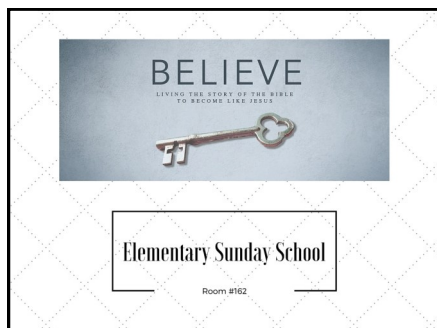 BELIEVE
LIVING THE STORY OF THE BIBLE
TO BECOME LIKE JESUS
Elementary Sunday School
Room #162